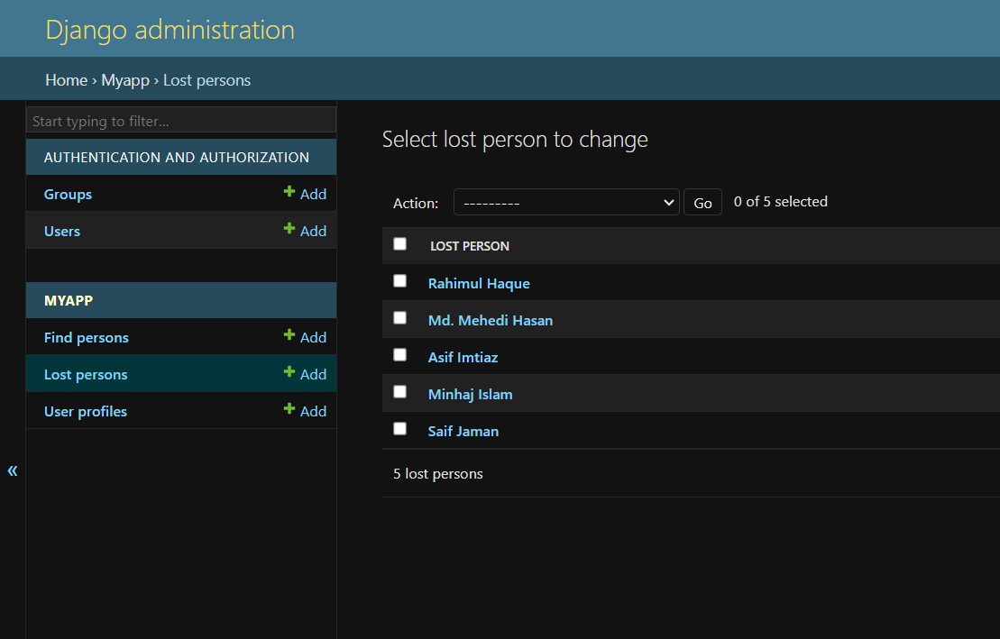 Django administration
Home › Myapp › Lost persons
Start typing to filter...
AUTHENTICATION AND AUTHORIZATION
Groups + Add
Users + Add
MYAPP
Find persons + Add
Lost persons + Add
User profiles + Add
«
Select lost person to change
Action: --------- Go 0 of 5 selected
LOST PERSON
Rahimul Haque
Md. Mehedi Hasan
Asif Imtiaz
Minhaj Islam
Saif Jaman
5 lost persons